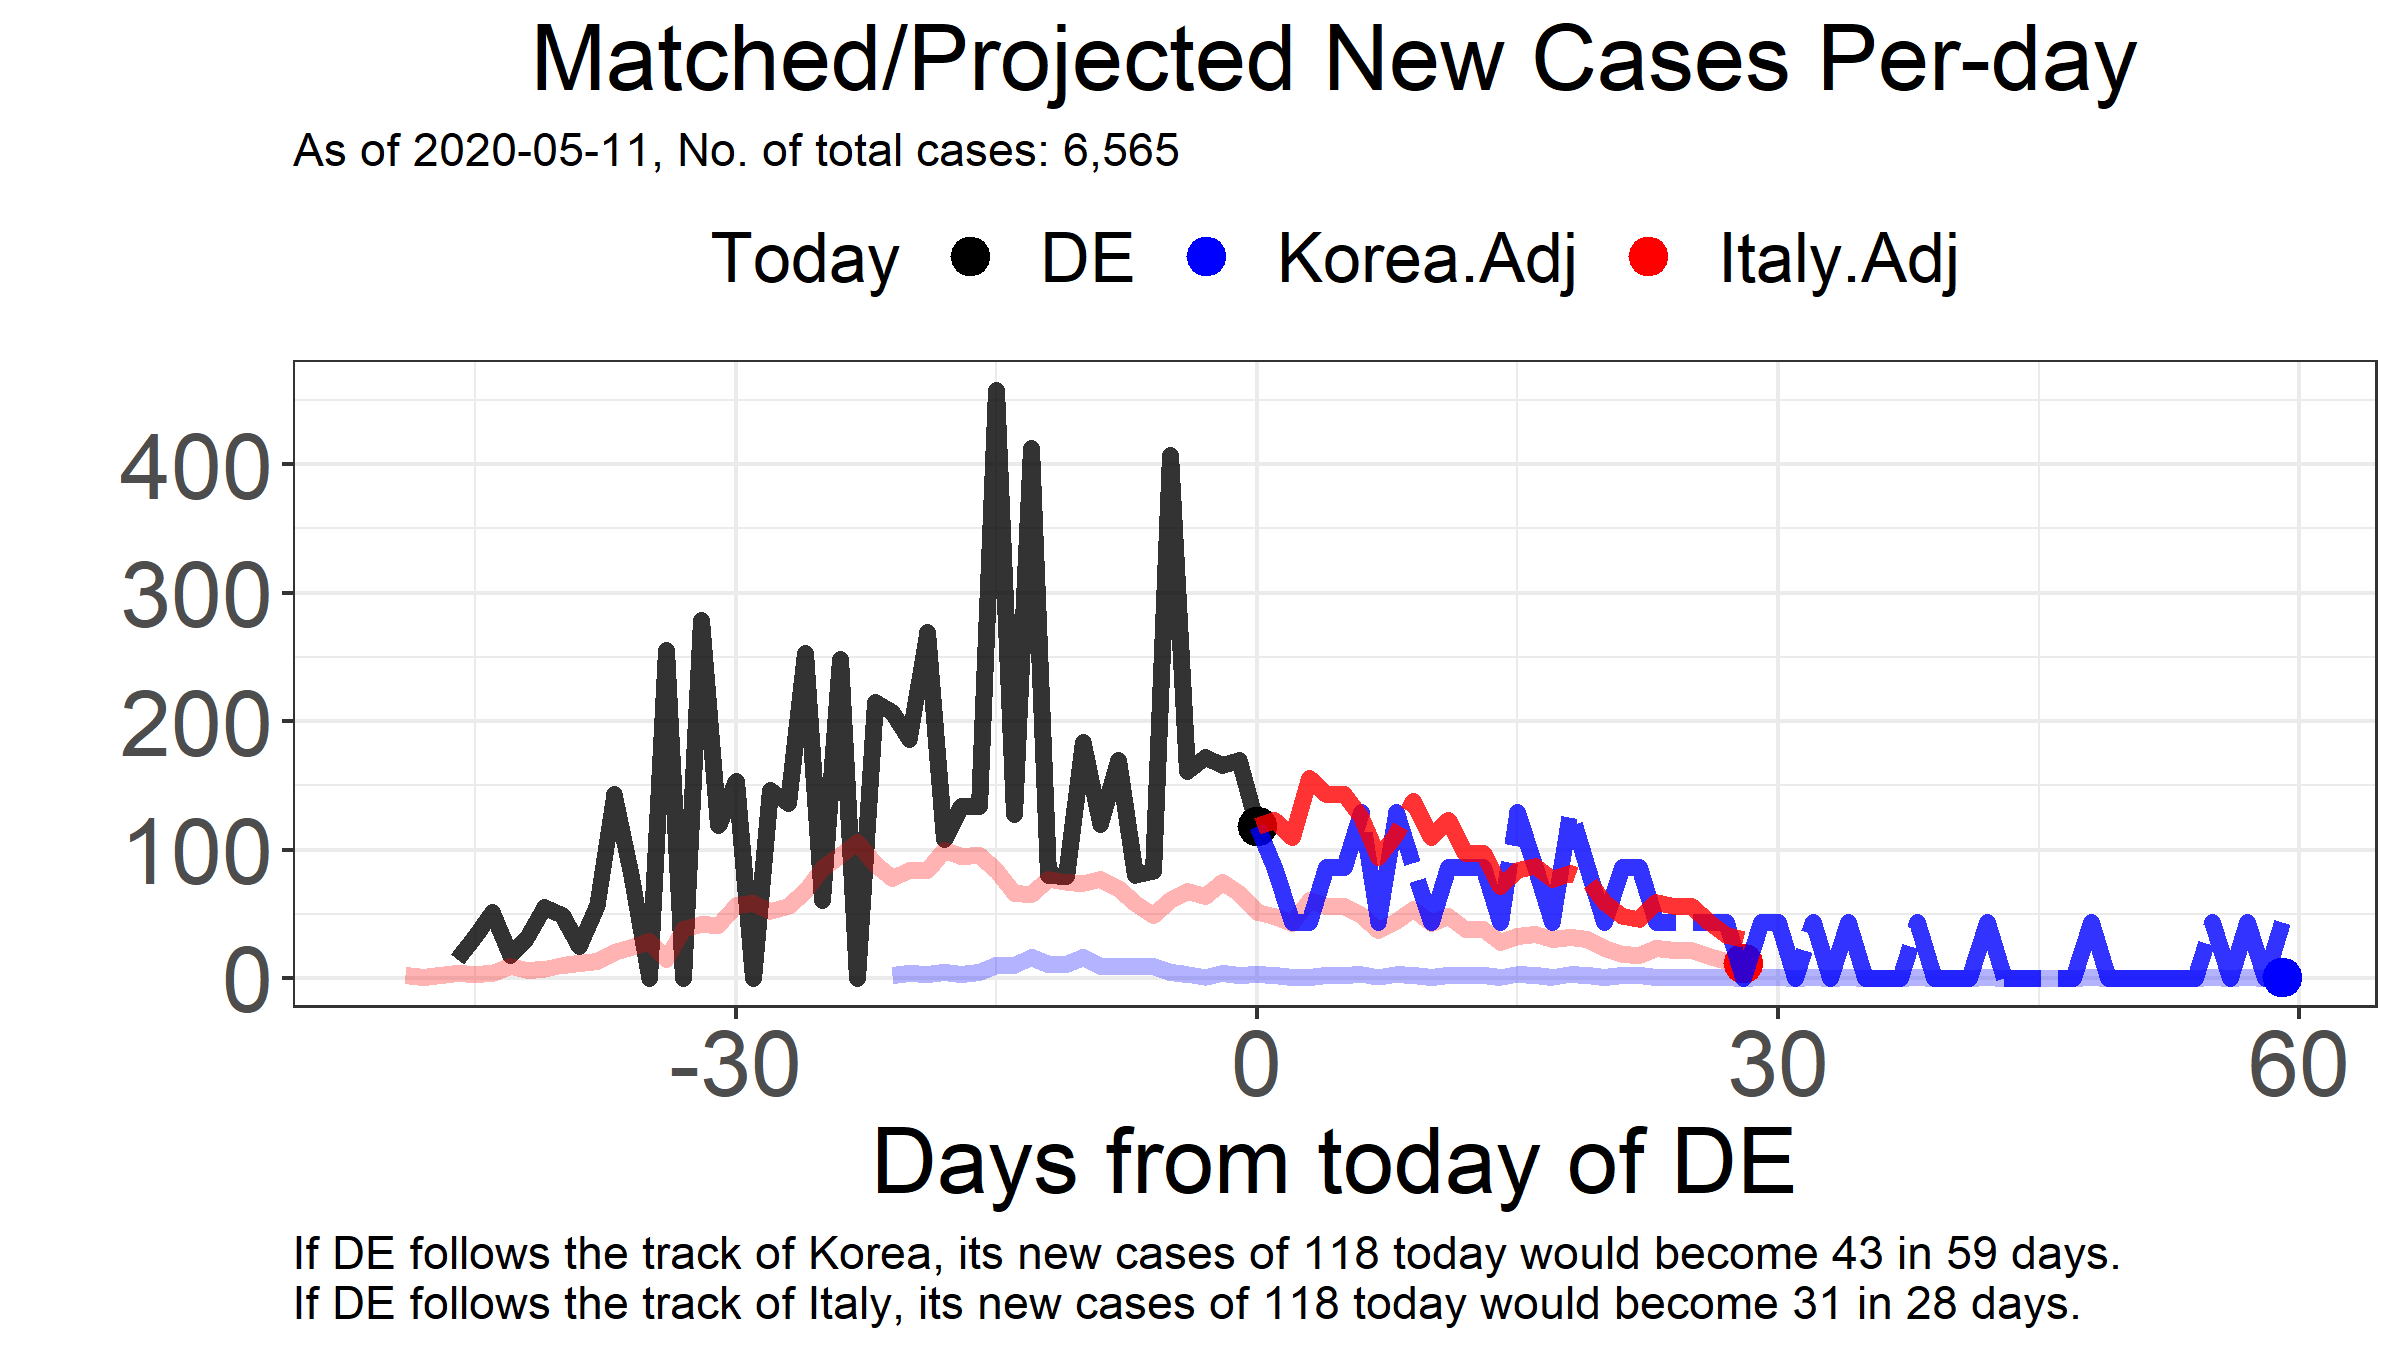 Matched/Projected New Cases Per-day
As of 2020-05-11, No. of total cases: 6,565
Today DE Korea.Adj Italy.Adj
400
300
200
100
0
-30 0 30 60
Days from today of DE
If DE follows the track of Korea, its new cases of 118 today would become 43 in 59 days.
If DE follows the track of Italy, its new cases of 118 today would become 31 in 28 days.